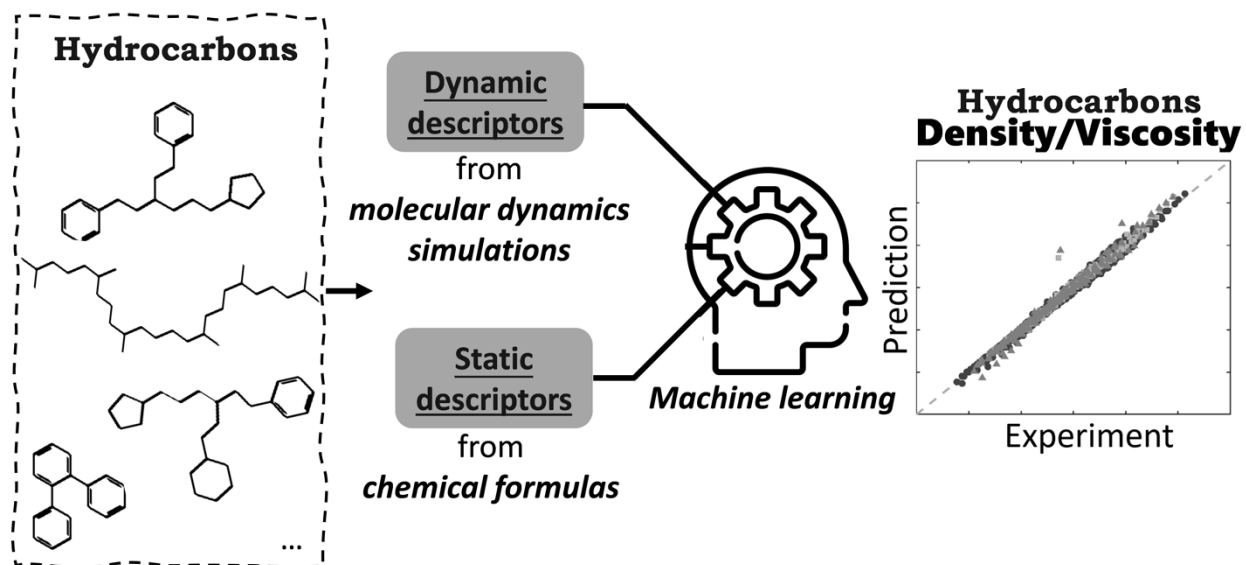 Hydrocarbons
...
Dynamic
descriptors
from
molecular dynamics
simulations
Static
descriptors
from
chemical formulas
Machine learning
Hydrocarbons
Density/Viscosity
Prediction
Experiment